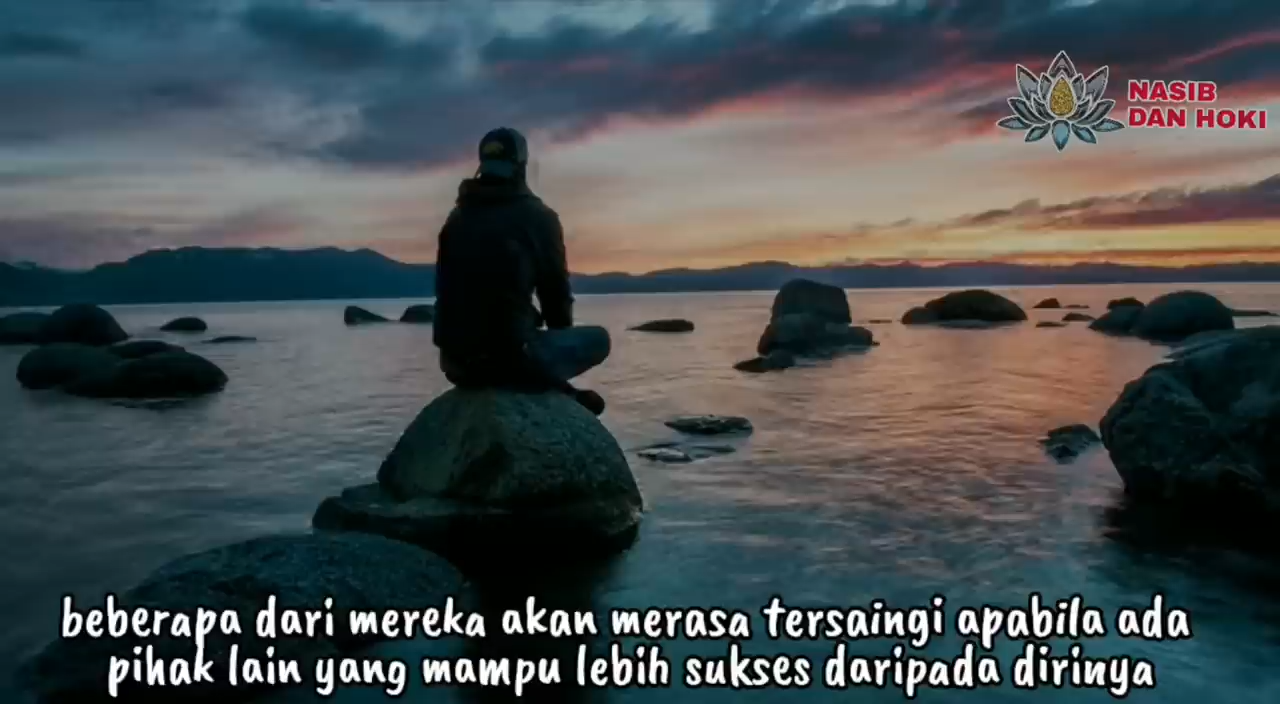 NASIB
DAN HOKI
beberapa dari mereka akan merasa tersaingi apabila ada
pihak lain yang mampu lebih sukses daripada dirinya